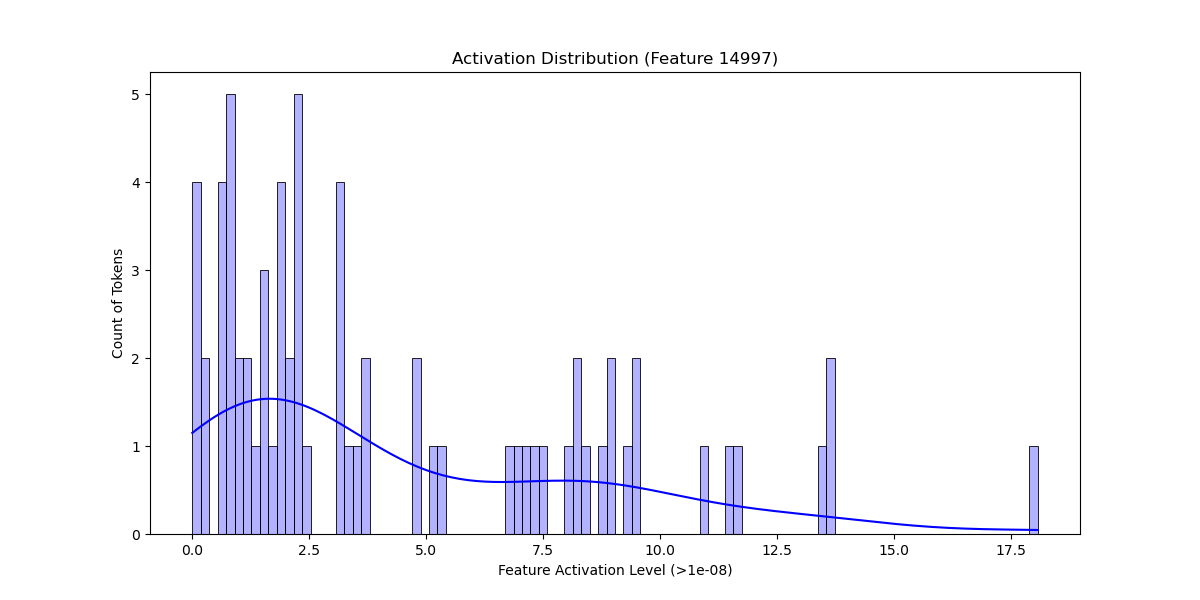 Activation Distribution (Feature 14997)
Count of Tokens
5
4
3
2
1
0
0.0 2.5 5.0 7.5 10.0 12.5 15.0 17.5
Feature Activation Level (>1e-08)